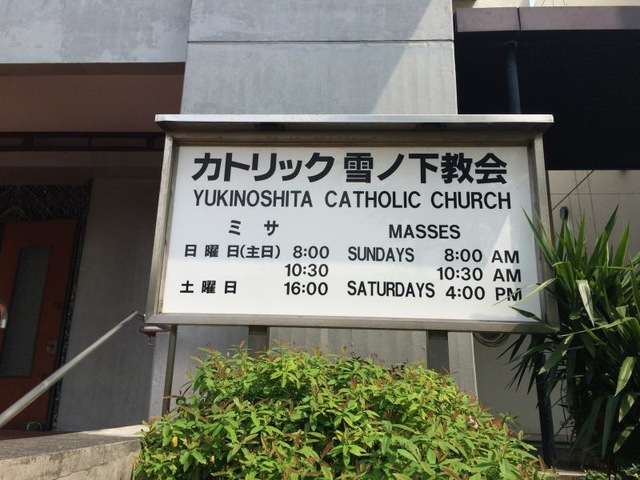 カトリック 雪ノ下教会
YUKINOSHITA CATHOLIC CHURCH
ミサ MASSES
日曜日(主日) 8:00 SUNDAYS 8:00 AM
10:30 10:30 AM
土曜日 16:00 SATURDAYS 4:00 PM